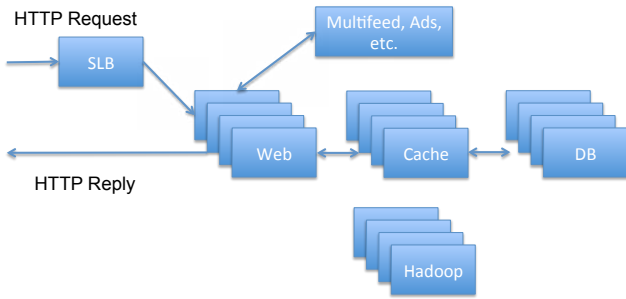 HTTP Request
SLB
Multifeed, Ads,
etc.
Web
Cache
DB
HTTP Reply
Hadoop